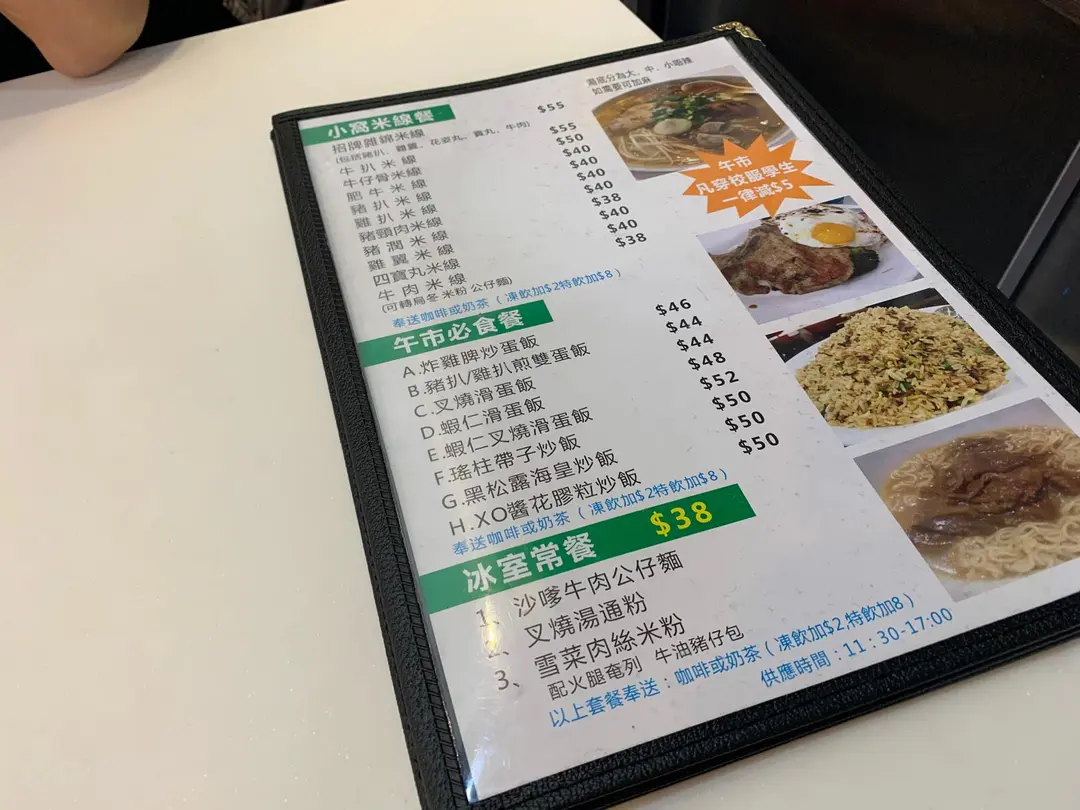 湯底分為大、中、小喎辣
如需要可加麻
小窩米線餐
招牌雜錦米線 $55
(包括豬扒、雞翼、花姿丸、貢丸、牛肉)
牛扒米線 $55
牛仔骨米線 $50
肥牛米線 $40
豬扒米線 $40
雞扒米線 $40
豬頸肉米線 $40
豬潤米線 $38
雞翼米線 $40
四寶丸米線 $40
牛肉米線 $38
(可轉烏冬 米粉 公仔麵)
奉送咖啡或奶茶(凍飲加$2特飲加$8)
午市
凡穿校服學生
一律減$5
午市必食餐
A.炸雞脾炒蛋飯 $46
B.豬扒/雞扒煎雙蛋飯 $44
C.叉燒滑蛋飯 $44
D.蝦仁滑蛋飯 $48
E.蝦仁叉燒滑蛋飯 $52
F.瑤柱帶子炒飯 $50
G.黑松露海皇炒飯 $50
H.XO醬花膠粒炒飯 $50
奉送咖啡或奶茶(凍飲加$2特飲加$8)
冰室常餐 $38
1、沙嗲牛肉公仔麵
2、叉燒湯通粉
3、雪菜肉絲米粉
配火腿奄列 牛油豬仔包
以上套餐奉送:咖啡或奶茶(凍飲加$2,特飲加8)
供應時間:11:30-17:00